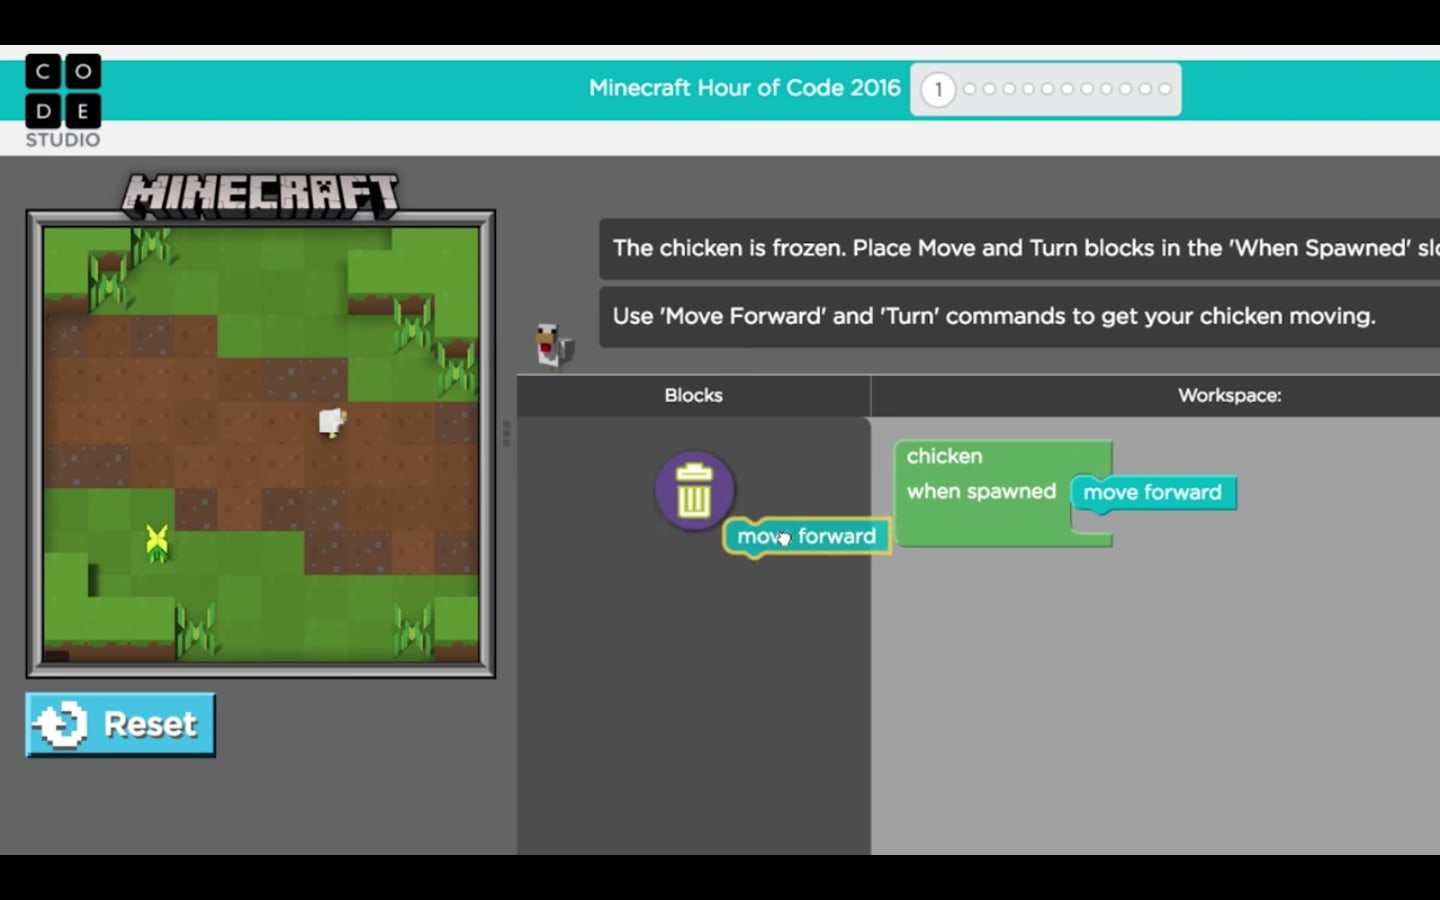 CODE
STUDIO
Minecraft Hour of Code 2016
1
MINECRAFT
The chicken is frozen. Place Move and Turn blocks in the 'When Spawned'
Use 'Move Forward' and 'Turn' commands to get your chicken moving.
Blocks
Workspace:
chicken
when spawned
move forward
move forward
Reset